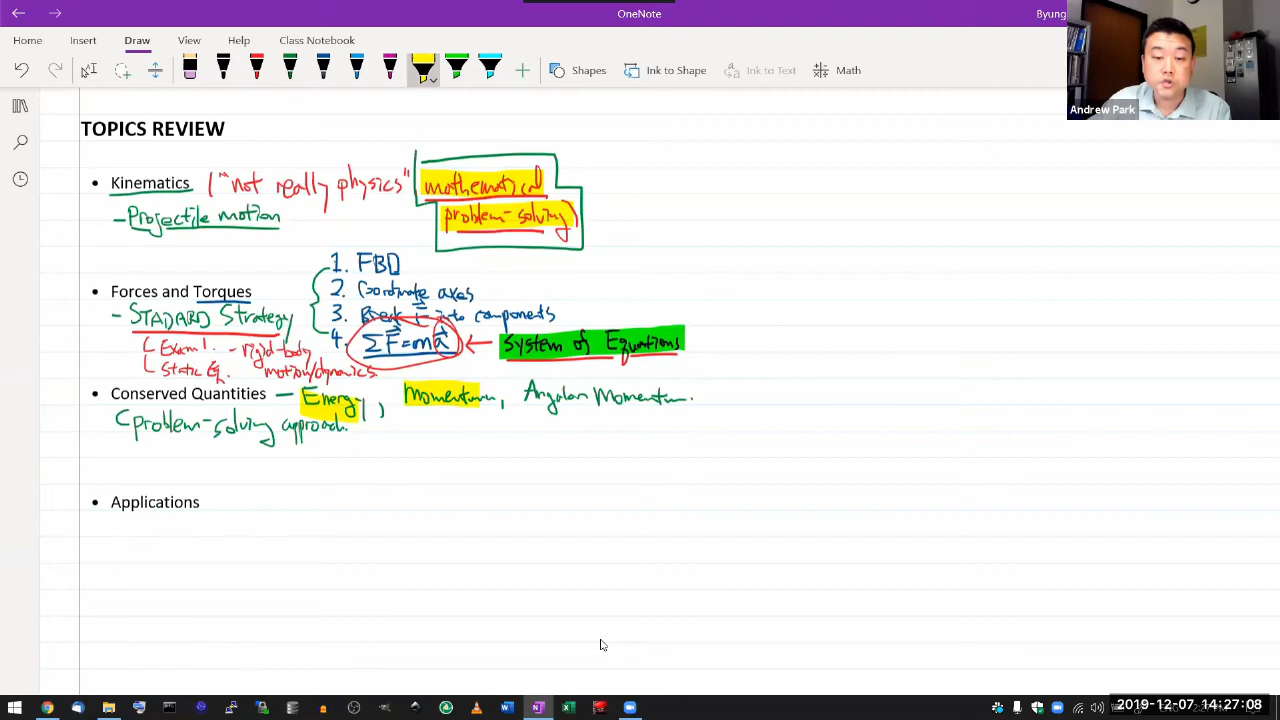 OneNote
Byung
Home Insert Draw View Help Class Notebook
Shapes Ink to Shape Ink to Text Math
Andrew Park
TOPICS REVIEW
• Kinematics ("not really physics" mathematical
problem-solving)
- Projectile motion
1. FBD
2. Coordinate axes
3. Break F into components
4. ΣF=ma ← System of Equations
• Forces and Torques
- STADARD Strategy
Exam 1. - rigid-body
Static Eq. motion/dynamics.
• Conserved Quantities - Energy, Momentum, Angular Momentum.
problem-solving approach.
• Applications
2019-12-07 14:27:08